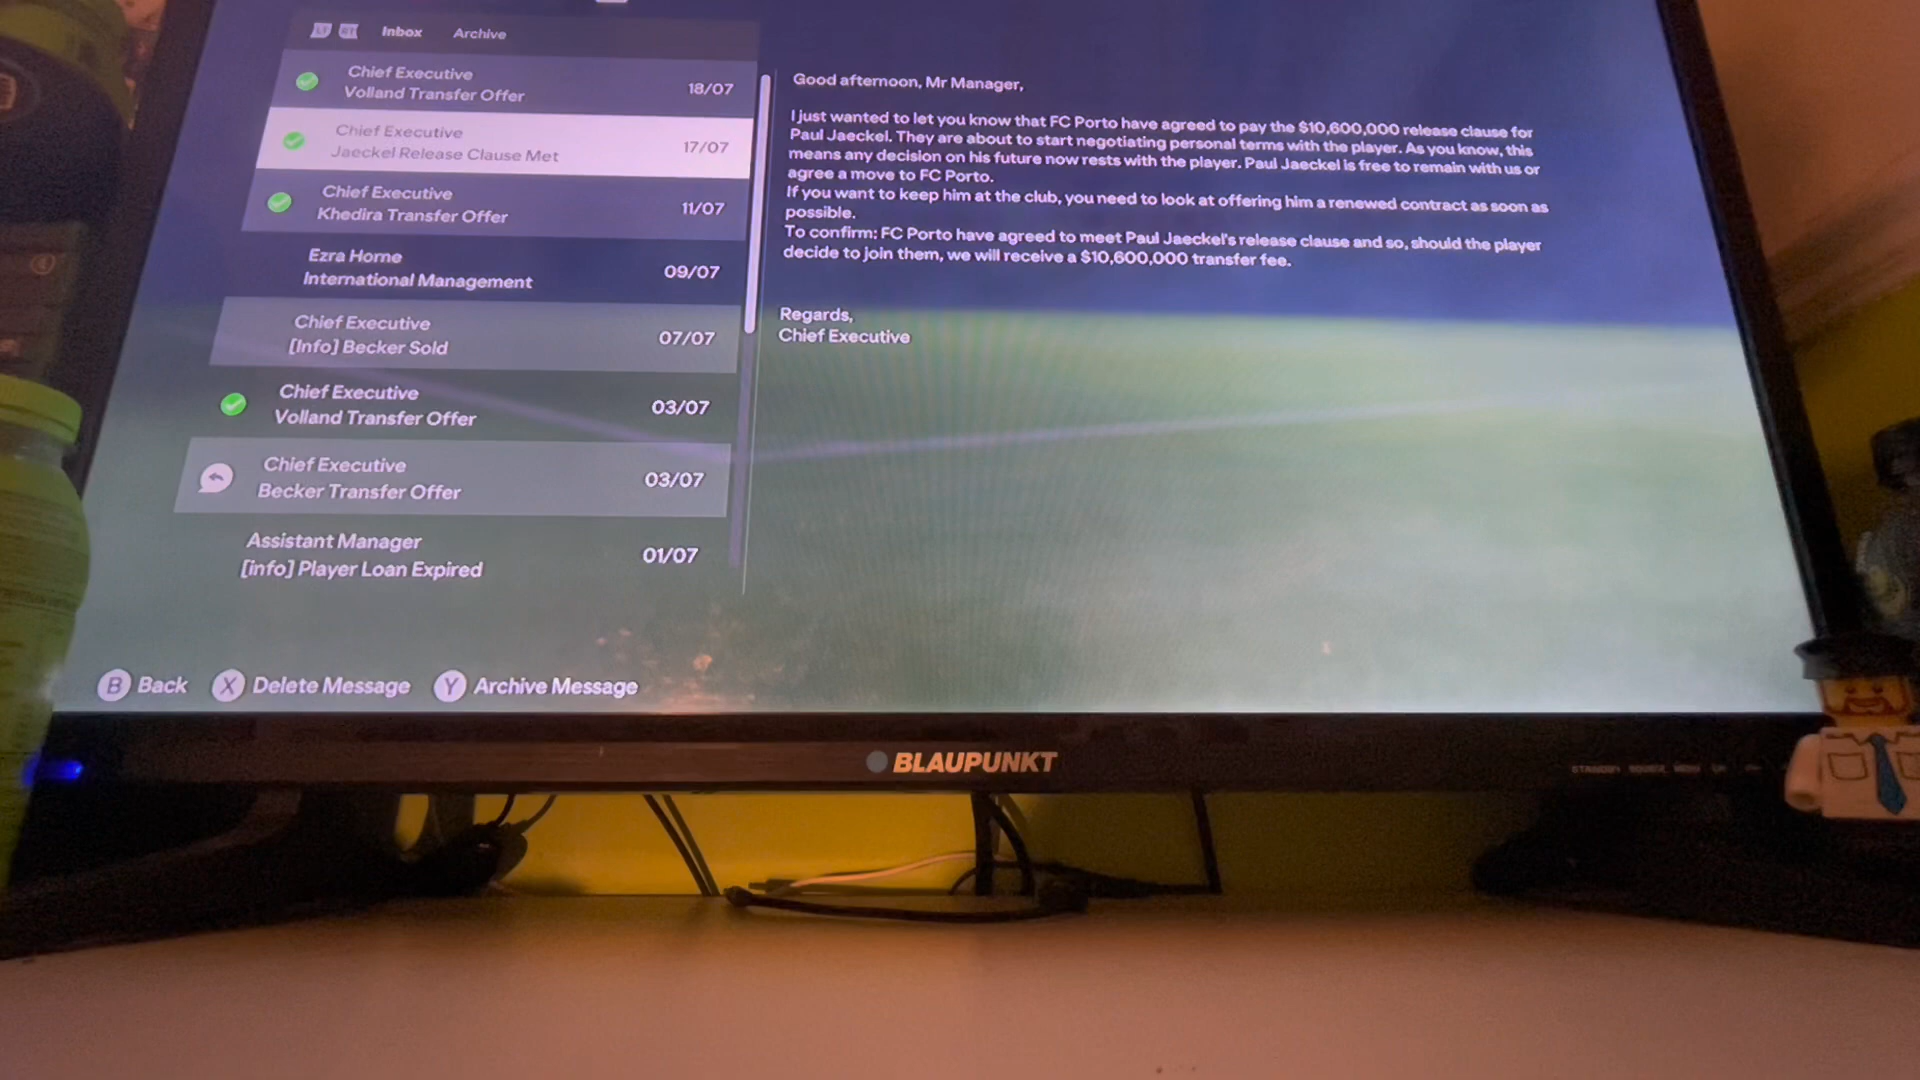 Inbox Archive
Chief Executive
Volland Transfer Offer 18/07
Chief Executive
Jaeckel Release Clause Met 17/07
Chief Executive
Khedira Transfer Offer 11/07
Ezra Horne
International Management 09/07
Chief Executive
[Info] Becker Sold 07/07
Chief Executive
Volland Transfer Offer 03/07
Chief Executive
Becker Transfer Offer 03/07
Assistant Manager
[info] Player Loan Expired 01/07
Good afternoon, Mr Manager,
I just wanted to let you know that FC Porto have agreed to pay the $10,600,000 release clause for
Paul Jaeckel. They are about to start negotiating personal terms with the player. As you know, this
means any decision on his future now rests with the player. Paul Jaeckel is free to remain with us or
agree a move to FC Porto.
If you want to keep him at the club, you need to look at offering him a renewed contract as soon as
possible.
To confirm: FC Porto have agreed to meet Paul Jaeckel's release clause and so, should the player
decide to join them, we will receive a $10,600,000 transfer fee.
Regards,
Chief Executive
B Back X Delete Message Y Archive Message
BLAUPUNKT
STANDBY SOURCE MENU